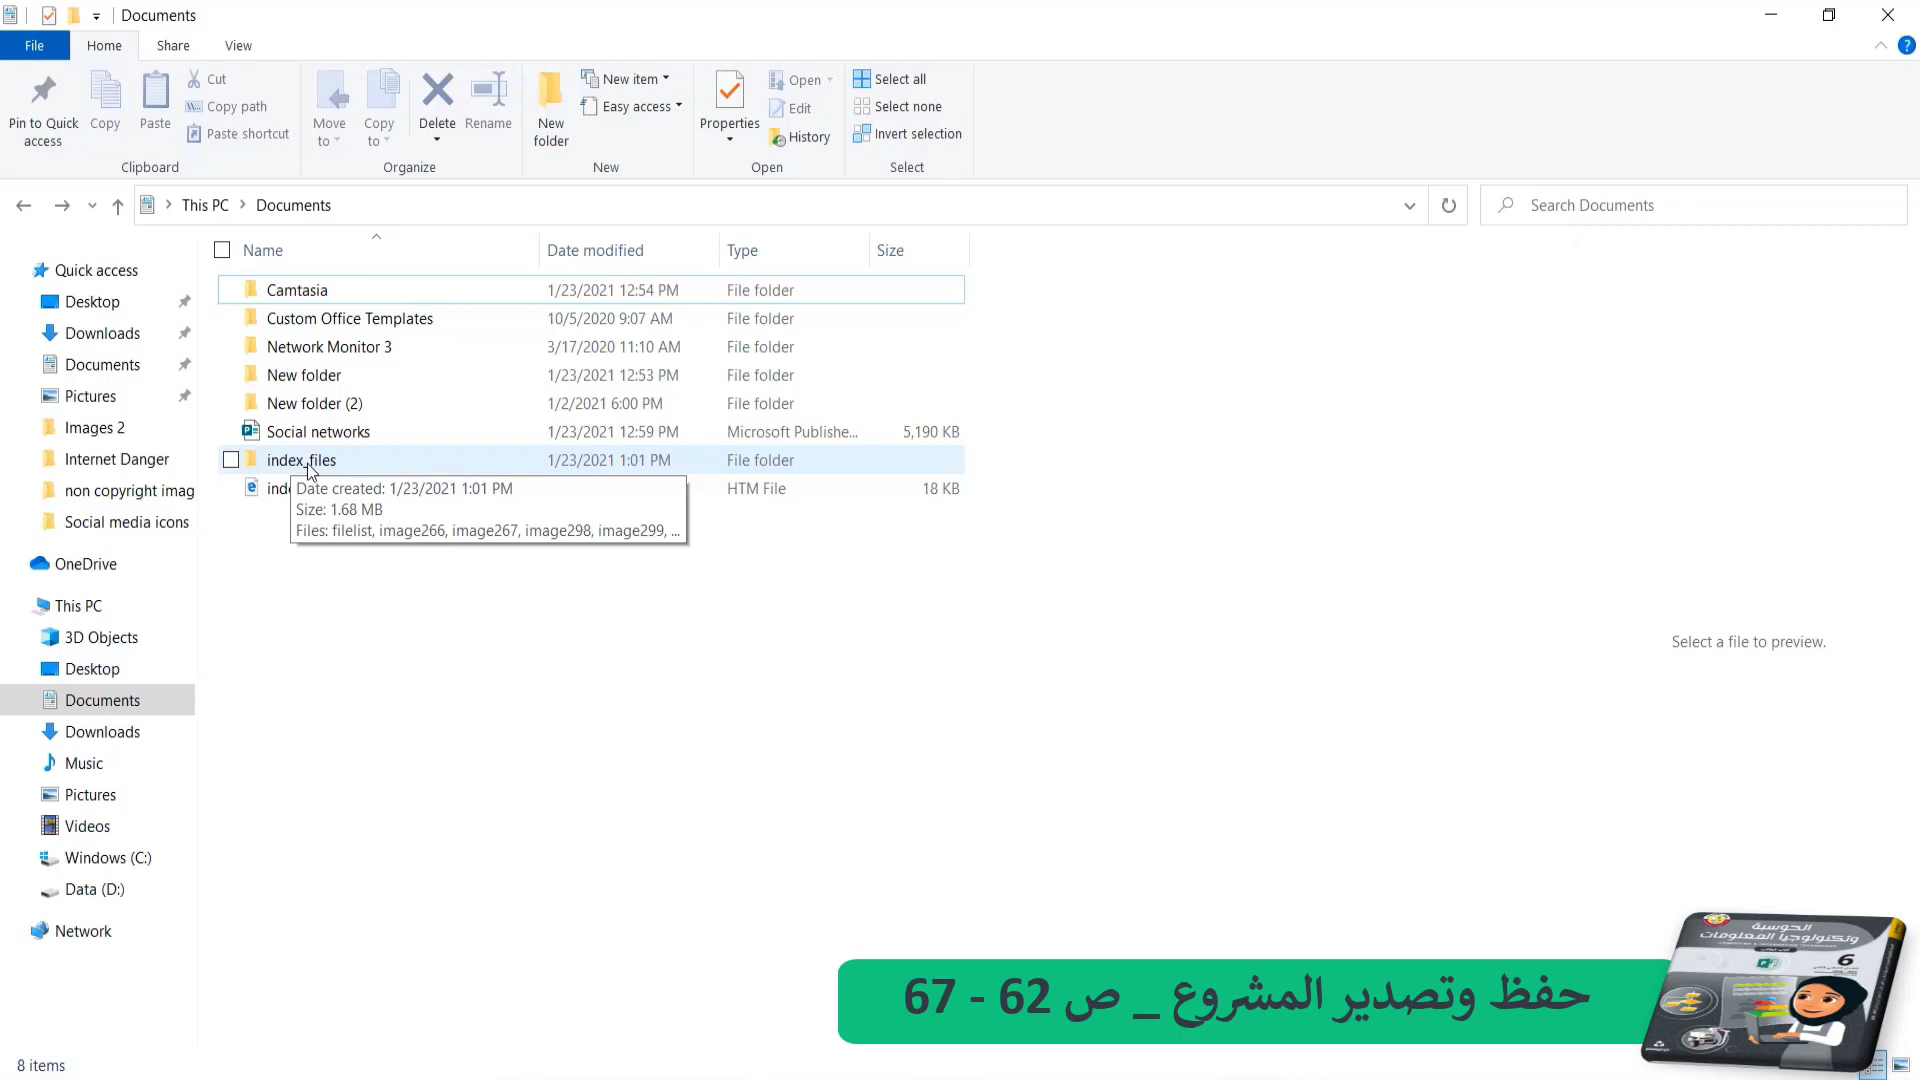 Documents
File
Home
Share
View
Pin to Quick access
Copy
Paste
Cut
Copy path
Paste shortcut
Clipboard
Move to
Copy to
Delete
Rename
Organize
New folder
New item
Easy access
New
Properties
Open
Edit
History
Open
Select all
Select none
Invert selection
Select
This PC
Documents
Search Documents
Name
Date modified
Type
Size
Camtasia 1/23/2021 12:54 PM File folder
Custom Office Templates 10/5/2020 9:07 AM File folder
Network Monitor 3 3/17/2020 11:10 AM File folder
New folder 1/23/2021 12:53 PM File folder
New folder (2) 1/2/2021 6:00 PM File folder
Social networks 1/23/2021 12:59 PM Microsoft Publishe... 5,190 KB
index_files 1/23/2021 1:01 PM File folder
HTM File 18 KB
Date created: 1/23/2021 1:01 PM
Size: 1.68 MB
Files: filelist, image266, image267, image298, image299, ...
Quick access
Desktop
Downloads
Documents
Pictures
Images 2
Internet Danger
non copyright imag
Social media icons
OneDrive
This PC
3D Objects
Desktop
Documents
Downloads
Music
Pictures
Videos
Windows (C:)
Data (D:)
Network
Select a file to preview.
حفظ وتصدير المشروع _ ص 62 - 67
الحوسبة
وتكنولوجيا المعلومات
6
8 items